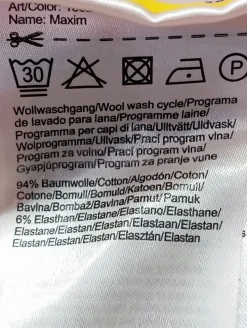 Art/Color:
Name: Maxim
30
P
Wollwaschgang/Wool wash cycle/Programa
de lavado para lana/Programme laine/
Programma per capi di lana/Ulltvätt/Uldvask/
Wolprogramma/Ullvask/Prací program vlna/
Program za volno/Prací program vlna/
Gyapjúprogram/Program za pranje vune
94% Baumwolle/Cotton/Algodón/Coton/
Cotone/Bomull/Bomuld/Katoen/Bomull/
Bavlna/Bombaž/Bavlna/Pamut/Pamuk
6% Elasthan/Elastane/Elastano/Elasthane/
Elastane/Elastan/Elastan/Elastaan/Elastan/
Elastan/Elastan/Elastan/Elasztán/Elastan